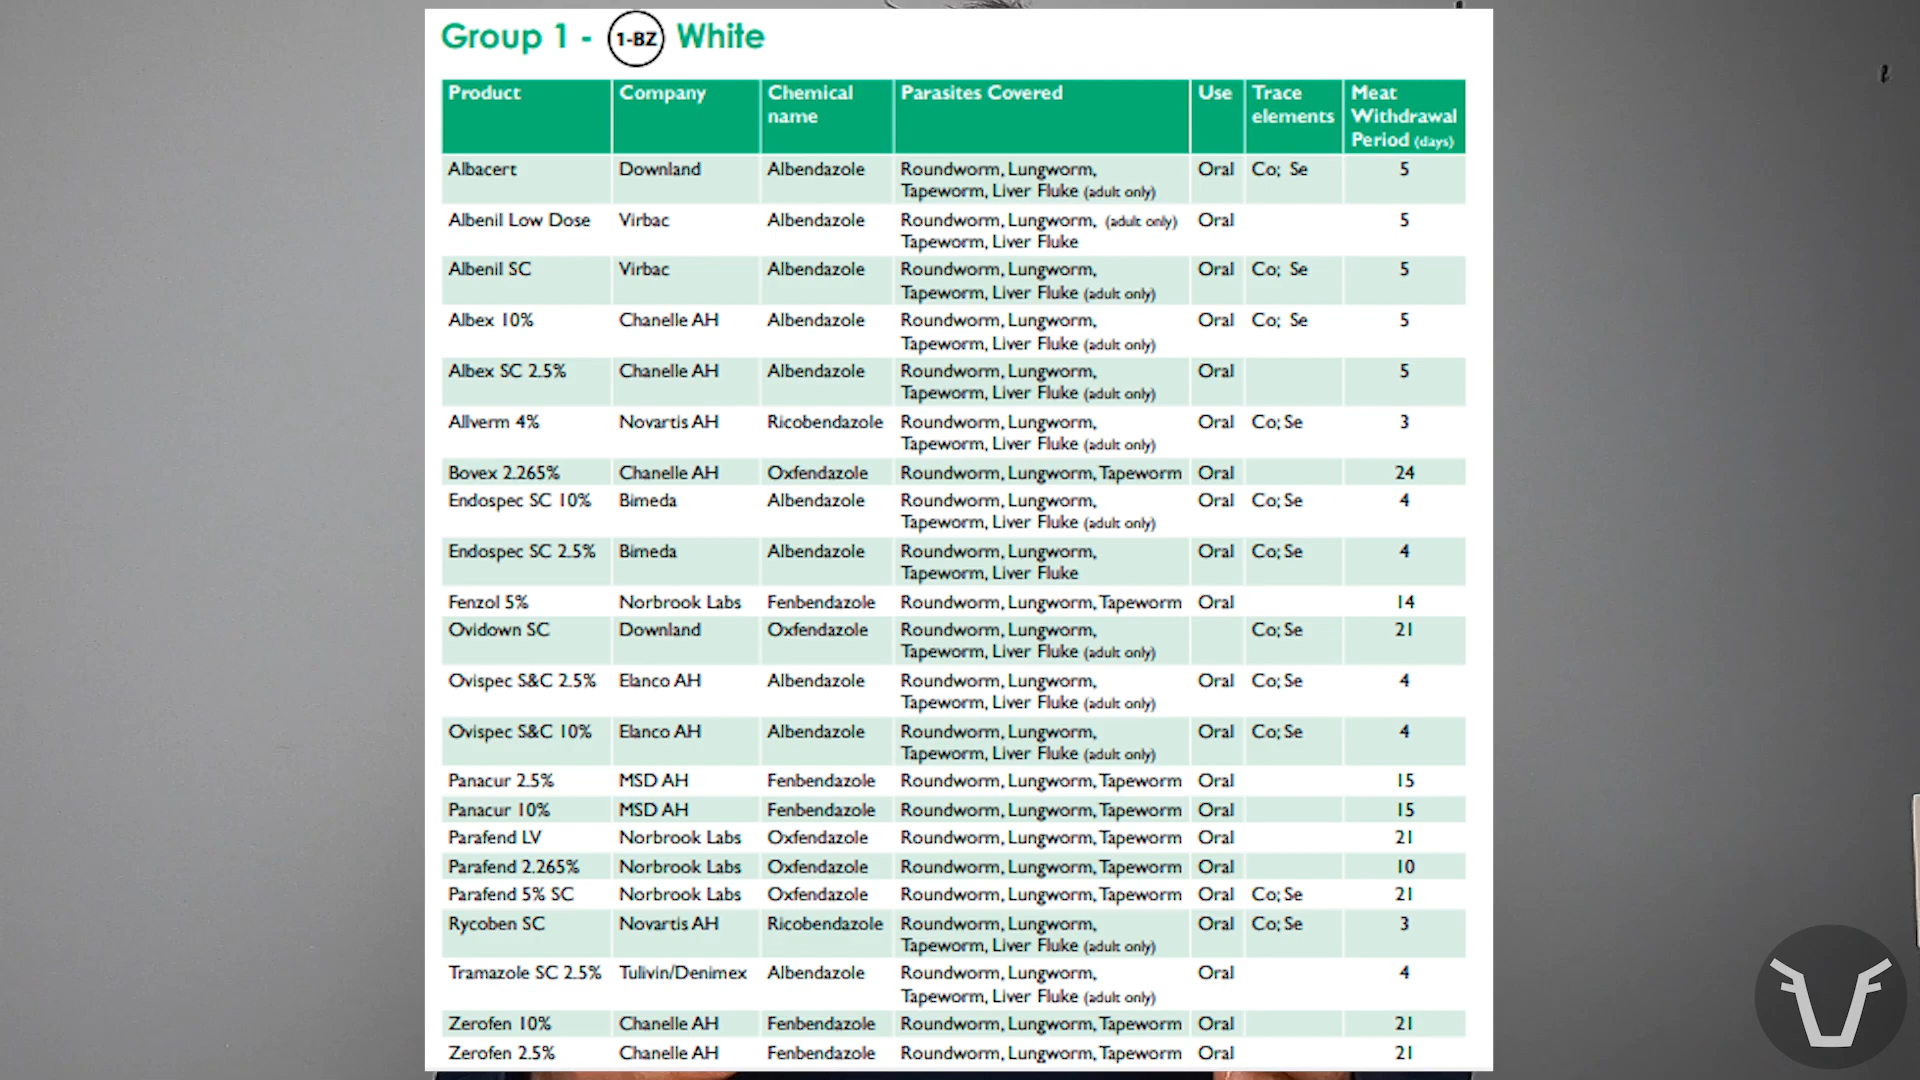 Group 1 - 1-BZ White
Product Company Chemical name Parasites Covered Use Trace elements Meat Withdrawal Period (days)
Albacert Downland Albendazole Roundworm, Lungworm, Oral Co; Se 5
Tapeworm, Liver Fluke (adult only)
Albenil Low Dose Virbac Albendazole Roundworm, Lungworm, (adult only) Oral 5
Tapeworm, Liver Fluke
Albenil SC Virbac Albendazole Roundworm, Lungworm, Oral Co; Se 5
Tapeworm, Liver Fluke (adult only)
Albex 10% Chanelle AH Albendazole Roundworm, Lungworm, Oral Co; Se 5
Tapeworm, Liver Fluke (adult only)
Albex SC 2.5% Chanelle AH Albendazole Roundworm, Lungworm, Oral 5
Tapeworm, Liver Fluke (adult only)
Allverm 4% Novartis AH Ricobendazole Roundworm, Lungworm, Oral Co; Se 3
Tapeworm, Liver Fluke (adult only)
Bovex 2.265% Chanelle AH Oxfendazole Roundworm, Lungworm, Tapeworm Oral 24
Endospec SC 10% Bimeda Albendazole Roundworm, Lungworm, Oral Co; Se 4
Tapeworm, Liver Fluke (adult only)
Endospec SC 2.5% Bimeda Albendazole Roundworm, Lungworm, Oral Co; Se 4
Tapeworm, Liver Fluke
Fenzol 5% Norbrook Labs Fenbendazole Roundworm, Lungworm, Tapeworm Oral 14
Ovidown SC Downland Oxfendazole Roundworm, Lungworm, Co; Se 21
Tapeworm, Liver Fluke (adult only)
Ovispec S&C 2.5% Elanco AH Albendazole Roundworm, Lungworm, Oral Co; Se 4
Tapeworm, Liver Fluke (adult only)
Ovispec S&C 10% Elanco AH Albendazole Roundworm, Lungworm, Oral Co; Se 4
Tapeworm, Liver Fluke (adult only)
Panacur 2.5% MSD AH Fenbendazole Roundworm, Lungworm, Tapeworm Oral 15
Panacur 10% MSD AH Fenbendazole Roundworm, Lungworm, Tapeworm Oral 15
Parafend LV Norbrook Labs Oxfendazole Roundworm, Lungworm, Tapeworm Oral 21
Parafend 2.265% Norbrook Labs Oxfendazole Roundworm, Lungworm, Tapeworm Oral 10
Parafend 5% SC Norbrook Labs Oxfendazole Roundworm, Lungworm, Tapeworm Oral Co; Se 21
Rycoben SC Novartis AH Ricobendazole Roundworm, Lungworm, Oral Co; Se 3
Tapeworm, Liver Fluke (adult only)
Tramazole SC 2.5% Tulivin/Denimex Albendazole Roundworm, Lungworm, Oral 4
Tapeworm, Liver Fluke (adult only)
Zerofen 10% Chanelle AH Fenbendazole Roundworm, Lungworm, Tapeworm Oral 21
Zerofen 2.5% Chanelle AH Fenbendazole Roundworm, Lungworm, Tapeworm Oral 21